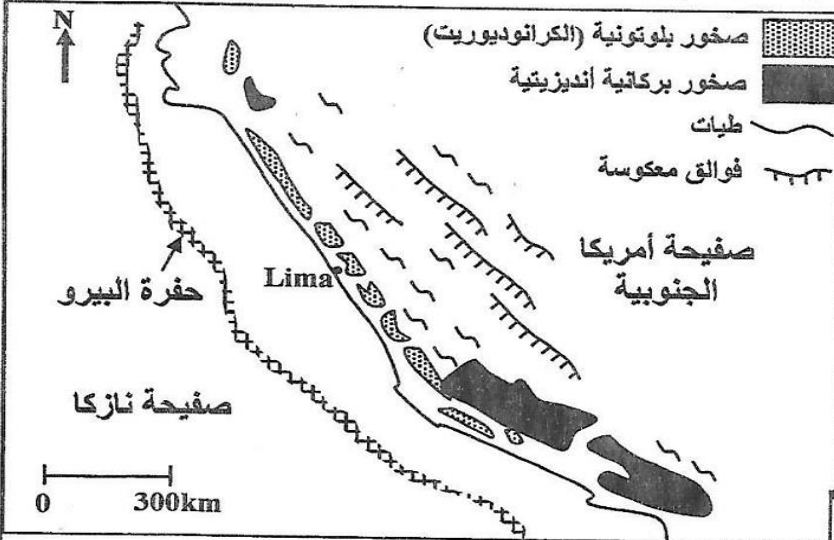 N
صخور بلوتونية (الكرانوديوريت)
صخور بركانية أنديزيتية
طيات
فوالق معكوسة
صفيحة أمريكا
الجنوبية
Lima
حفرة البيرو
صفيحة نازكا
0 300km